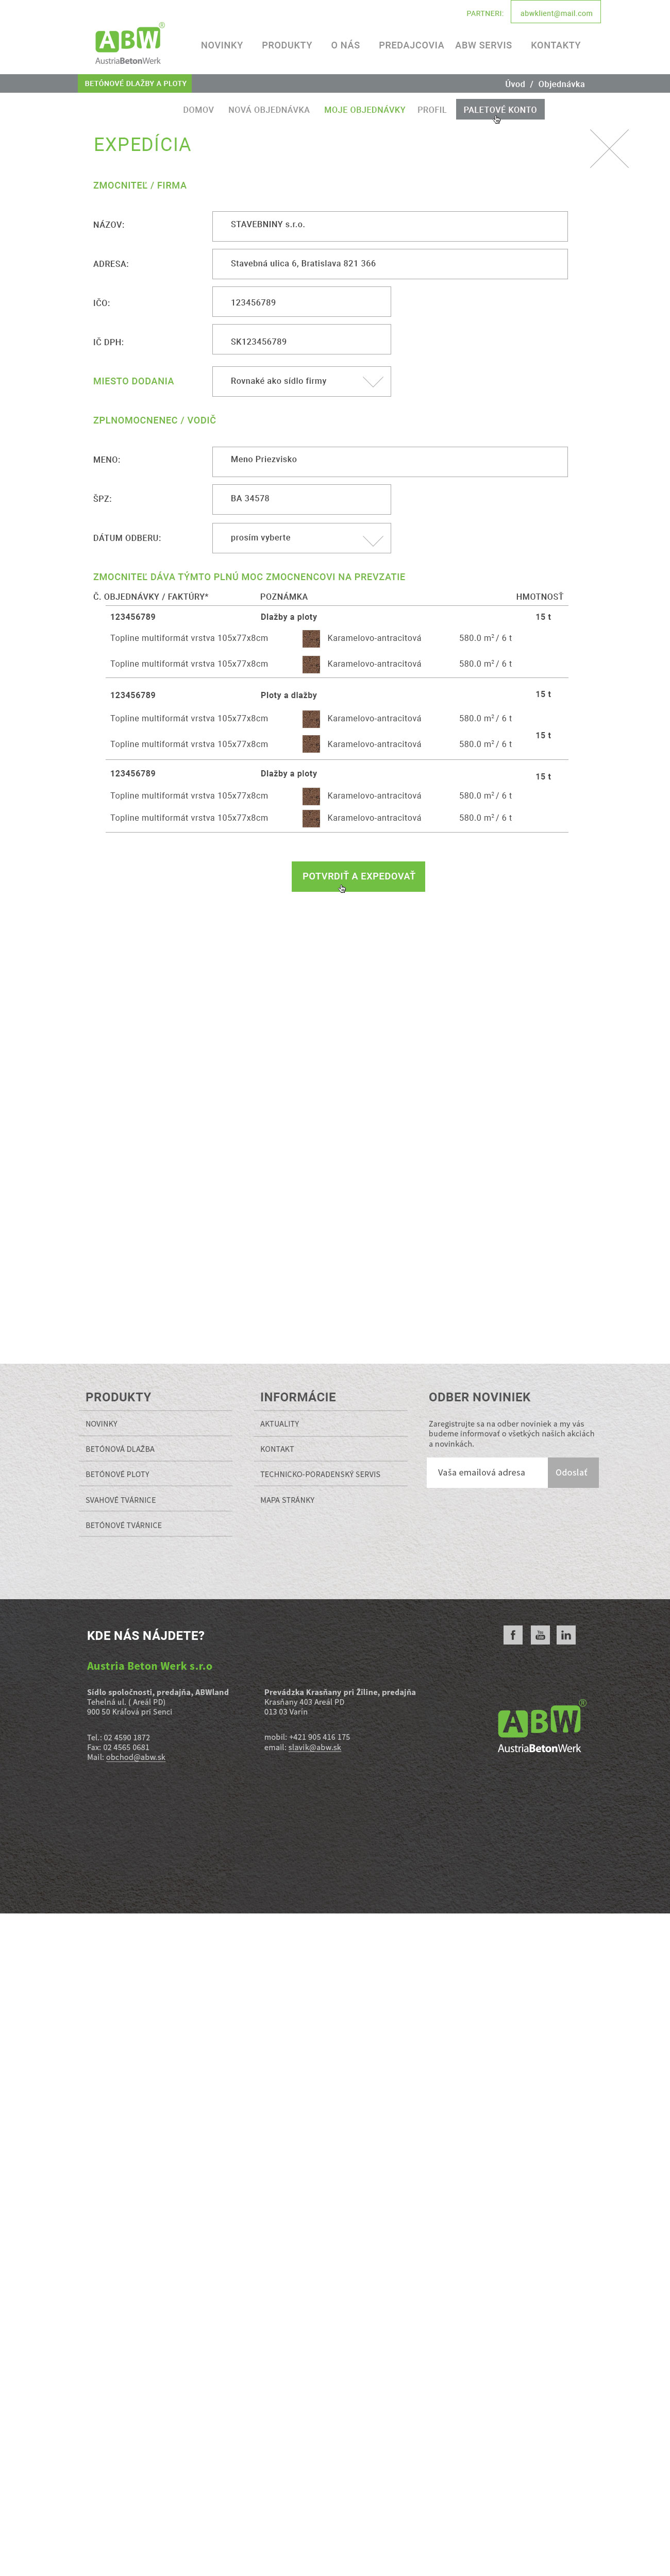 PARTNERI:
abwklient@mail.com
ABW®
AustriaBetonWerk
NOVINKY
PRODUKTY
O NÁS
PREDAJCOVIA
ABW SERVIS
KONTAKTY
BETÓNOVÉ DLAŽBY A PLOTY
Úvod / Objednávka
DOMOV
NOVÁ OBJEDNÁVKA
MOJE OBJEDNÁVKY
PROFIL
PALETOVÉ KONTO
EXPEDÍCIA
ZMOCNITEĽ / FIRMA
NÁZOV:
STAVEBNINY s.r.o.
ADRESA:
Stavebná ulica 6, Bratislava 821 366
IČO:
123456789
IČ DPH:
SK123456789
MIESTO DODANIA
Rovnaké ako sídlo firmy
ZPLNOMOCNENEC / VODIČ
MENO:
Meno Priezvisko
ŠPZ:
BA 34578
DÁTUM ODBERU:
prosím vyberte
ZMOCNITEĽ DÁVA TÝMTO PLNÚ MOC ZMOCNENCOVI NA PREVZATIE
Č. OBJEDNÁVKY / FAKTÚRY*
POZNÁMKA
HMOTNOSŤ
123456789
Dlažby a ploty
15 t
Topline multiformát vrstva 105x77x8cm
Karamelovo-antracitová
580.0 m² / 6 t
Topline multiformát vrstva 105x77x8cm
Karamelovo-antracitová
580.0 m² / 6 t
123456789
Ploty a dlažby
15 t
Topline multiformát vrstva 105x77x8cm
Karamelovo-antracitová
580.0 m² / 6 t
15 t
Topline multiformát vrstva 105x77x8cm
Karamelovo-antracitová
580.0 m² / 6 t
123456789
Dlažby a ploty
15 t
Topline multiformát vrstva 105x77x8cm
Karamelovo-antracitová
580.0 m² / 6 t
Topline multiformát vrstva 105x77x8cm
Karamelovo-antracitová
580.0 m² / 6 t
POTVRDIŤ A EXPEDOVAŤ
PRODUKTY
NOVINKY
BETÓNOVÁ DLAŽBA
BETÓNOVÉ PLOTY
SVAHOVÉ TVÁRNICE
BETÓNOVÉ TVÁRNICE
INFORMÁCIE
AKTUALITY
KONTAKT
TECHNICKO-PORADENSKÝ SERVIS
MAPA STRÁNKY
ODBER NOVINIEK
Zaregistrujte sa na odber noviniek a my vás
budeme informovať o všetkých našich akciách
a novinkách.
Vaša emailová adresa
Odoslať
KDE NÁS NÁJDETE?
Austria Beton Werk s.r.o
Sídlo spoločnosti, predajňa, ABWland
Tehelná ul. ( Areál PD)
900 50 Kráľová pri Senci
Tel.: 02 4590 1872
Fax: 02 4565 0681
Mail: obchod@abw.sk
Prevádzka Krasňany pri Žiline, predajňa
Krasňany 403 Areál PD
013 03 Varín
mobil: +421 905 416 175
email: slavik@abw.sk
f
You Tube
in
ABW®
AustriaBetonWerk